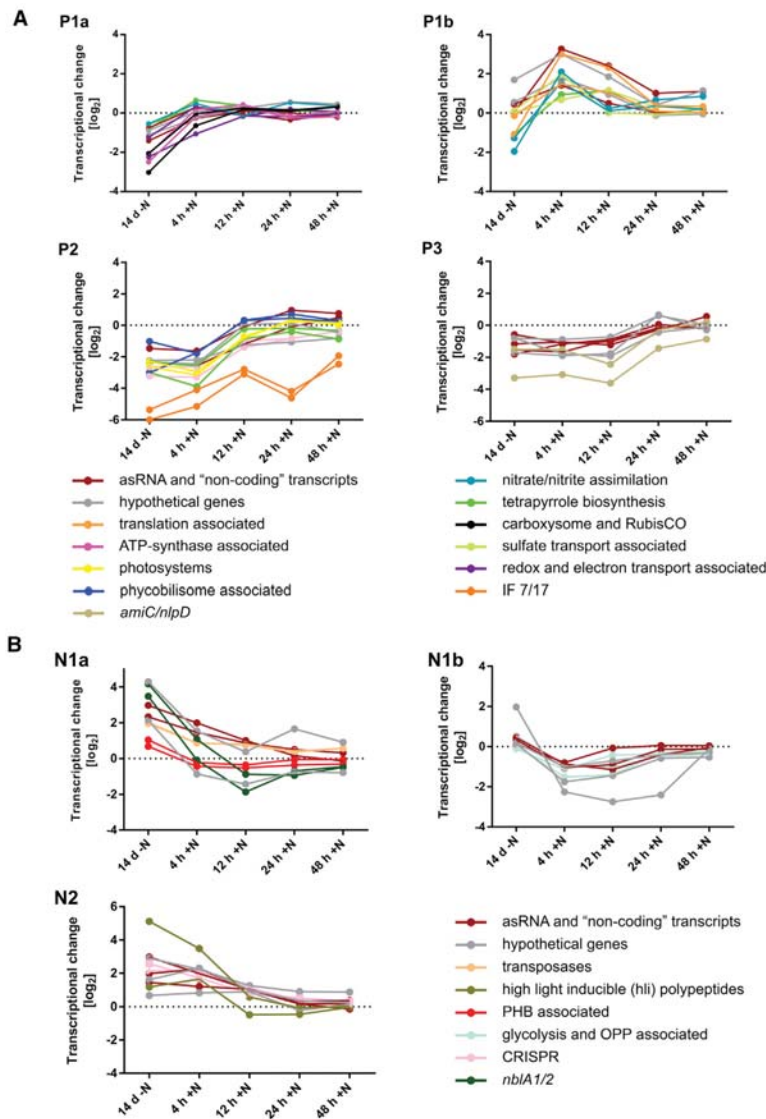 A
P1a
Transcriptional change
[log2]
4
2
0
-2
-4
14 d -N
4 h +N
12 h +N
24 h +N
48 h +N
P1b
Transcriptional change
[log2]
4
2
0
-2
-4
14 d -N
4 h +N
12 h +N
24 h +N
48 h +N
P2
Transcriptional change
[log2]
4
2
0
-2
-4
-6
14 d -N
4 h +N
12 h +N
24 h +N
48 h +N
P3
Transcriptional change
[log2]
4
2
0
-2
-4
-6
14 d -N
4 h +N
12 h +N
24 h +N
48 h +N
asRNA and “non-coding” transcripts
hypothetical genes
translation associated
ATP-synthase associated
photosystems
phycobilisome associated
amiC/nlpD
nitrate/nitrite assimilation
tetrapyrrole biosynthesis
carboxysome and RubisCO
sulfate transport associated
redox and electron transport associated
IF 7/17
B
N1a
Transcriptional change
[log2]
4
2
0
-2
-4
14 d -N
4 h +N
12 h +N
24 h +N
48 h +N
N1b
Transcriptional change
[log2]
4
2
0
-2
-4
14 d -N
4 h +N
12 h +N
24 h +N
48 h +N
N2
Transcriptional change
[log2]
6
4
2
0
-2
-4
14 d -N
4 h +N
12 h +N
24 h +N
48 h +N
asRNA and “non-coding” transcripts
hypothetical genes
transposases
high light inducible (hli) polypeptides
PHB associated
glycolysis and OPP associated
CRISPR
nblA1/2